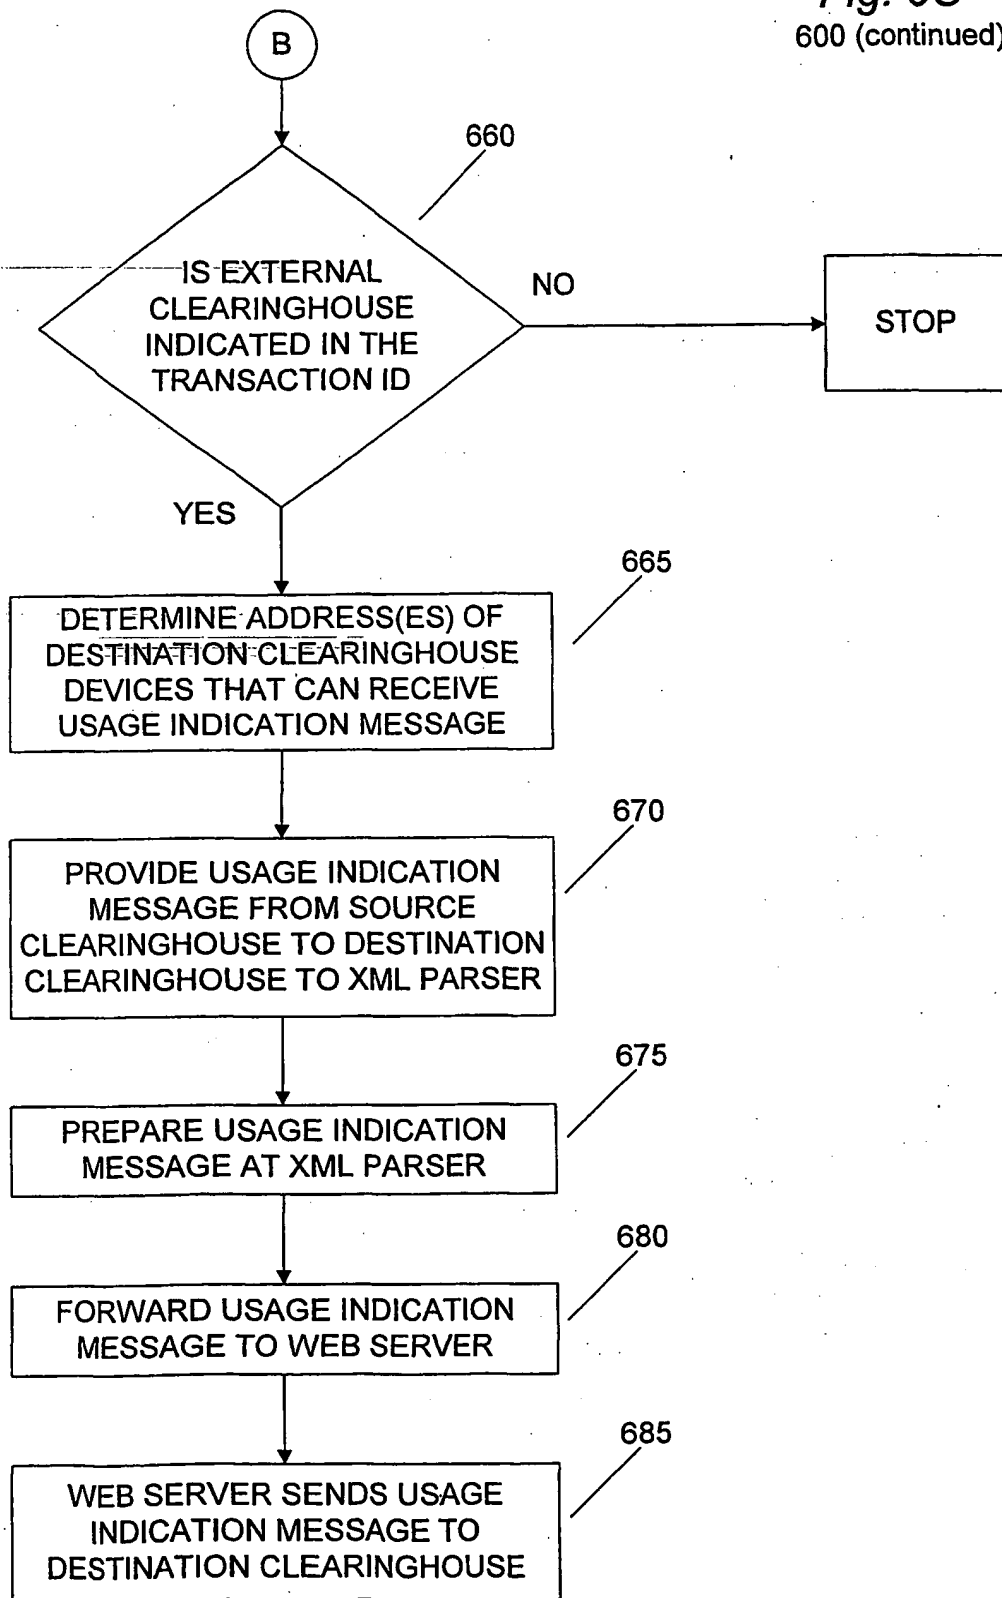 Fig. 6C
600 (continued)
B
660
IS EXTERNAL
CLEARINGHOUSE
INDICATED IN THE
TRANSACTION ID
NO
STOP
YES
665
DETERMINE ADDRESS(ES) OF
DESTINATION CLEARINGHOUSE
DEVICES THAT CAN RECEIVE
USAGE INDICATION MESSAGE
670
PROVIDE USAGE INDICATION
MESSAGE FROM SOURCE
CLEARINGHOUSE TO DESTINATION
CLEARINGHOUSE TO XML PARSER
675
PREPARE USAGE INDICATION
MESSAGE AT XML PARSER
680
FORWARD USAGE INDICATION
MESSAGE TO WEB SERVER
685
WEB SERVER SENDS USAGE
INDICATION MESSAGE TO
DESTINATION CLEARINGHOUSE